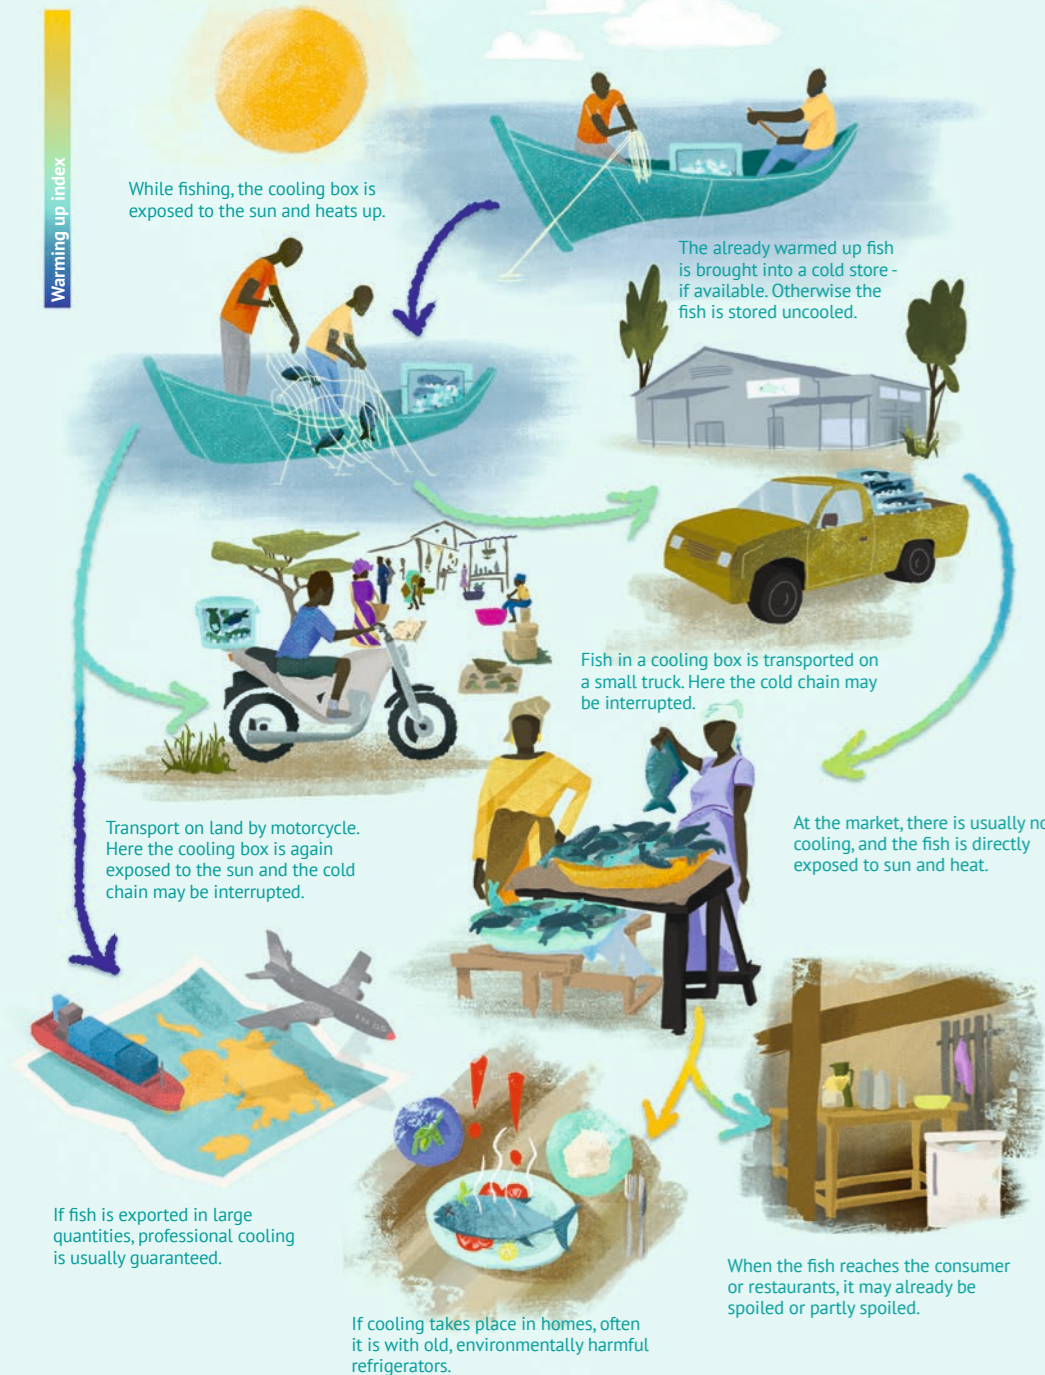 Warming up index
While fishing, the cooling box is
exposed to the sun and heats up.
The already warmed up fish
is brought into a cold store -
if available. Otherwise the
fish is stored uncooled.
Fish in a cooling box is transported on
a small truck. Here the cold chain may
be interrupted.
Transport on land by motorcycle.
Here the cooling box is again
exposed to the sun and the cold
chain may be interrupted.
At the market, there is usually no
cooling, and the fish is directly
exposed to sun and heat.
If fish is exported in large
quantities, professional cooling
is usually guaranteed.
If cooling takes place in homes, often
it is with old, environmentally harmful
refrigerators.
When the fish reaches the consumer
or restaurants, it may already be
spoiled or partly spoiled.